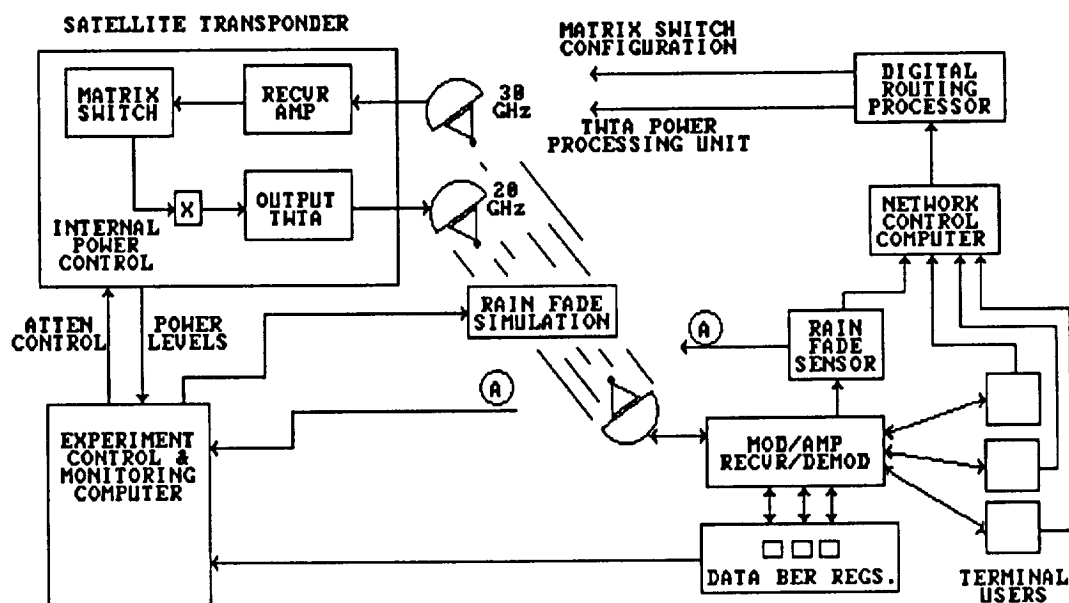 SATELLITE TRANSPONDER
MATRIX
SWITCH
RECVR
AMP
30
GHz
X
OUTPUT
TWTA
20
GHz
INTERNAL
POWER
CONTROL
MATRIX SWITCH
CONFIGURATION
TWTA POWER
PROCESSING UNIT
DIGITAL
ROUTING
PROCESSOR
NETWORK
CONTROL
COMPUTER
ATTEN
CONTROL
POWER
LEVELS
RAIN FADE
SIMULATION
A
RAIN
FADE
SENSOR
A
EXPERIMENT
CONTROL &
MONITORING
COMPUTER
MOD/AMP
RECVR/DEMOD
DATA BER REGS.
TERMINAL
USERS